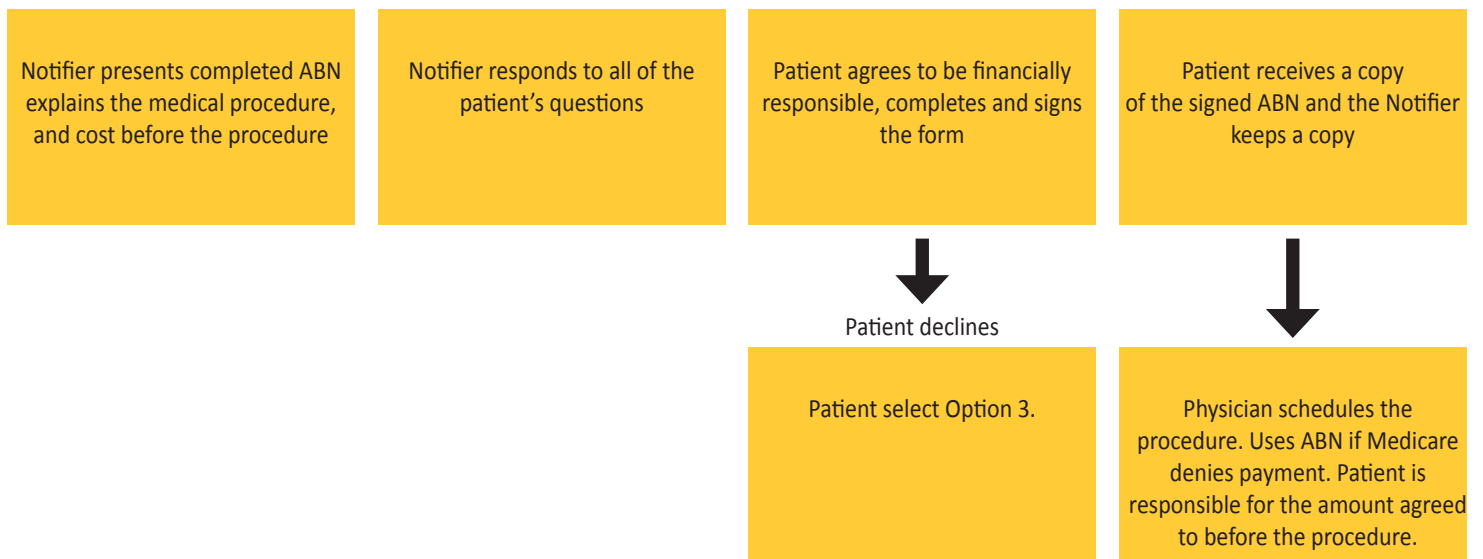 Notifier presents completed ABN
explains the medical procedure,
and cost before the procedure
Notifier responds to all of the
patient’s questions
Patient agrees to be financially
responsible, completes and signs
the form
Patient receives a copy
of the signed ABN and the Notifier
keeps a copy
Patient declines
Patient select Option 3.
Physician schedules the
procedure. Uses ABN if Medicare
denies payment. Patient is
responsible for the amount agreed
to before the procedure.